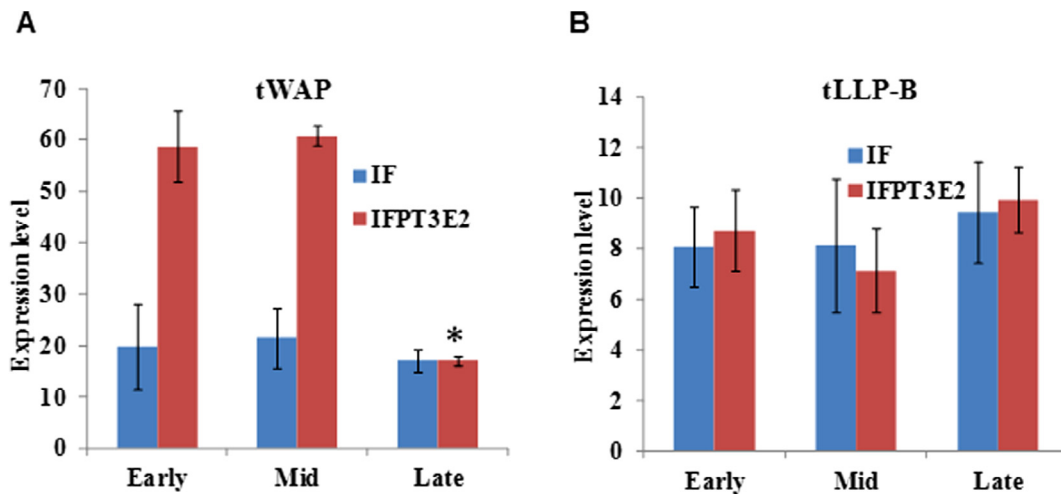 A
tWAP
Expression level
70
60
50
40
30
20
10
0
IF
IFPT3E2
*
Early Mid Late
B
tLLP-B
Expression level
14
12
10
8
6
4
2
0
IF
IFPT3E2
Early Mid Late